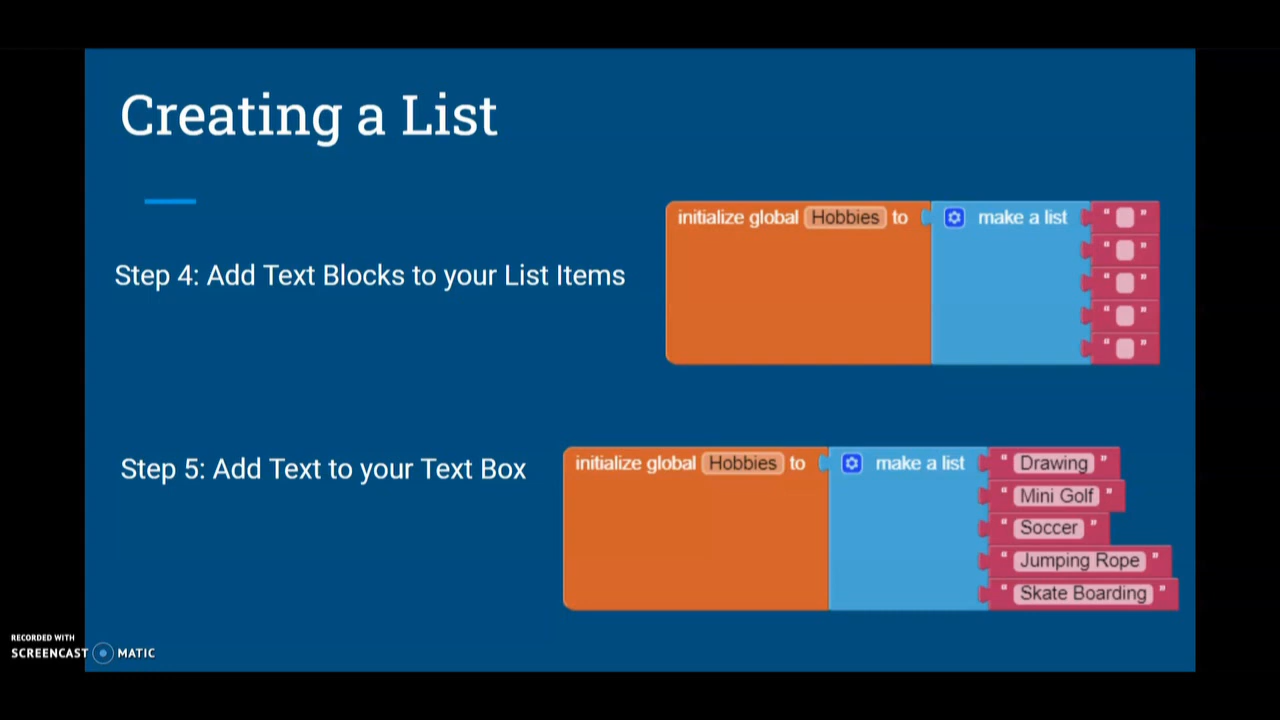 Creating a List
Step 4: Add Text Blocks to your List Items
initialize global Hobbies to make a list " "
" "
" "
" "
" "
Step 5: Add Text to your Text Box
initialize global Hobbies to make a list " Drawing "
" Mini Golf "
" Soccer "
" Jumping Rope "
" Skate Boarding "
RECORDED WITH
SCREENCAST MATIC